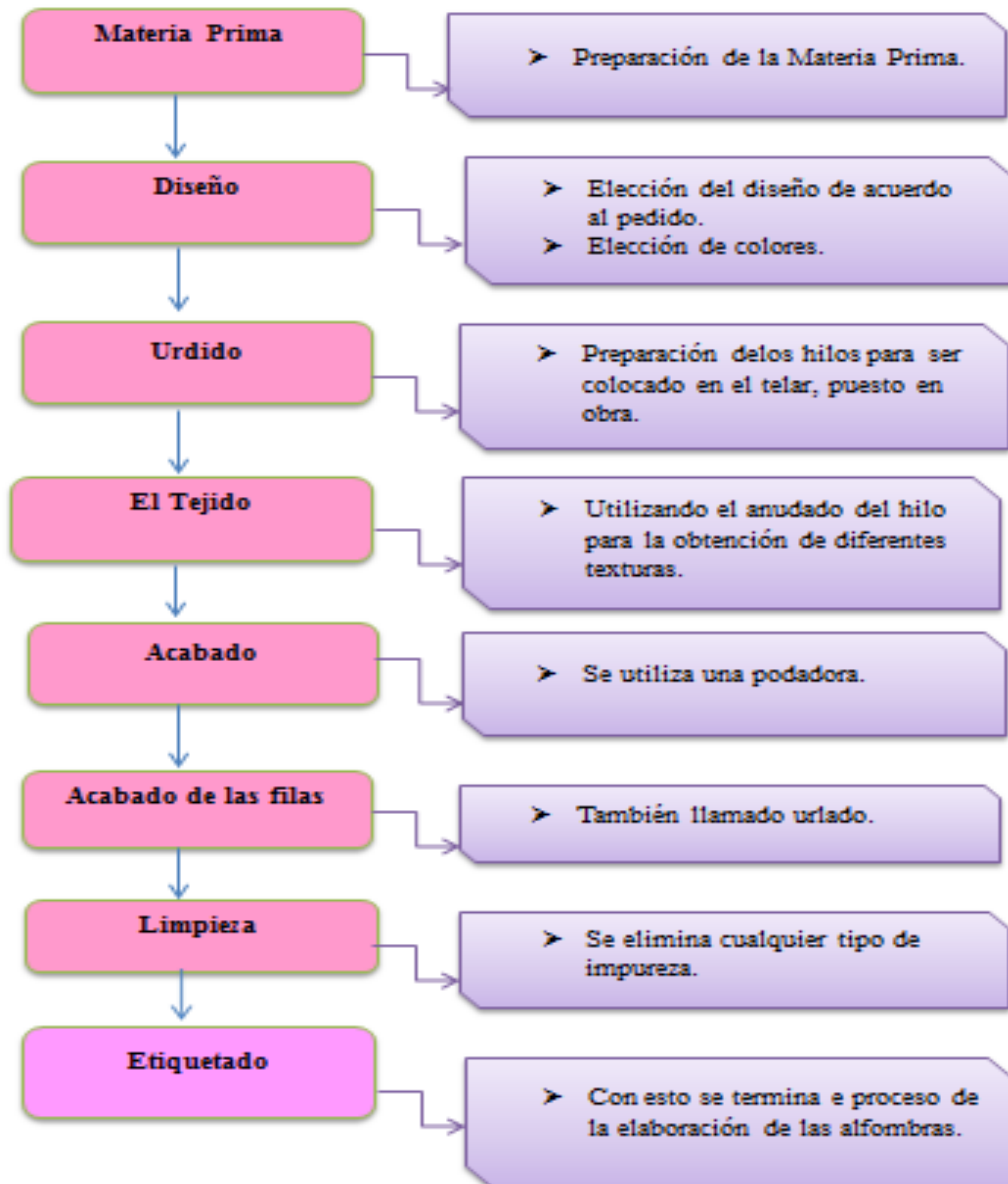 Materia Prima
➢ Preparación de la Materia Prima.
Diseño
➢ Elección del diseño de acuerdo
al pedido.
➢ Elección de colores.
Urdido
➢ Preparación delos hilos para ser
colocado en el telar, puesto en
obra.
El Tejido
➢ Utilizando el anudado del hilo
para la obtención de diferentes
texturas.
Acabado
➢ Se utiliza una podadora.
Acabado de las filas
➢ También llamado urlado.
Limpieza
➢ Se elimina cualquier tipo de
impureza.
Etiquetado
➢ Con esto se termina e proceso de
la elaboración de las alfombras.